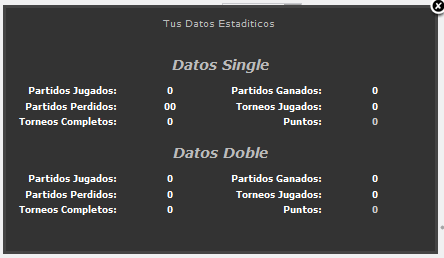 Tus Datos Estaditicos
Datos Single
Partidos Jugados: 0 Partidos Ganados: 0
Partidos Perdidos: 00 Torneos Jugados: 0
Torneos Completos: 0 Puntos: 0
Datos Doble
Partidos Jugados: 0 Partidos Ganados: 0
Partidos Perdidos: 0 Torneos Jugados: 0
Torneos Completos: 0 Puntos: 0